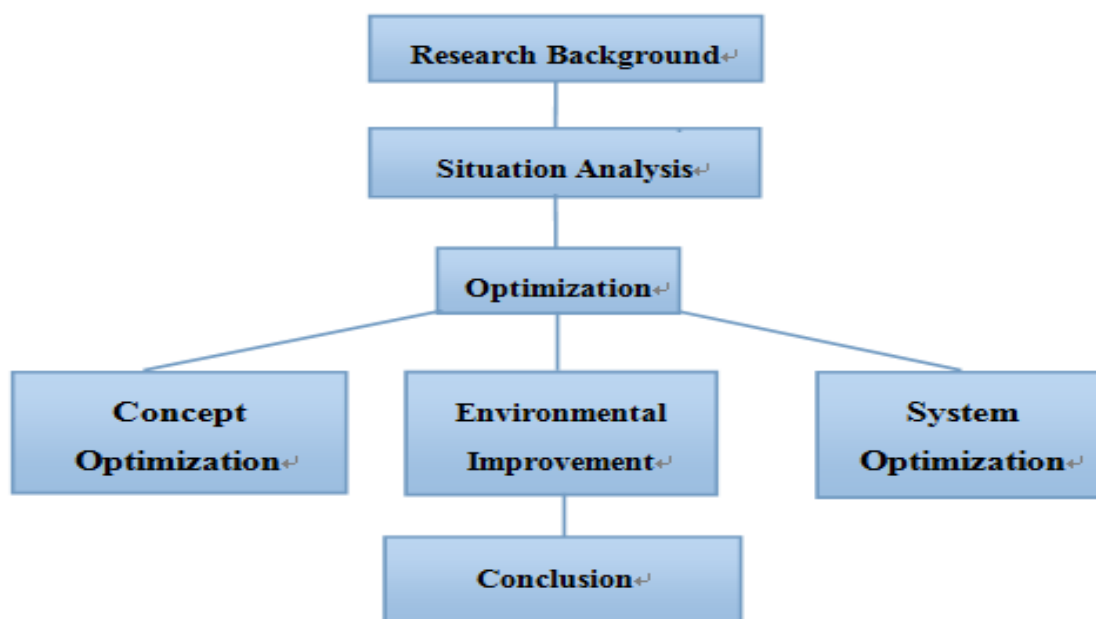 Research Background↵
Situation Analysis↵
Optimization↵
Concept
Optimization↵
Environmental
Improvement↵
System
Optimization↵
Conclusion↵